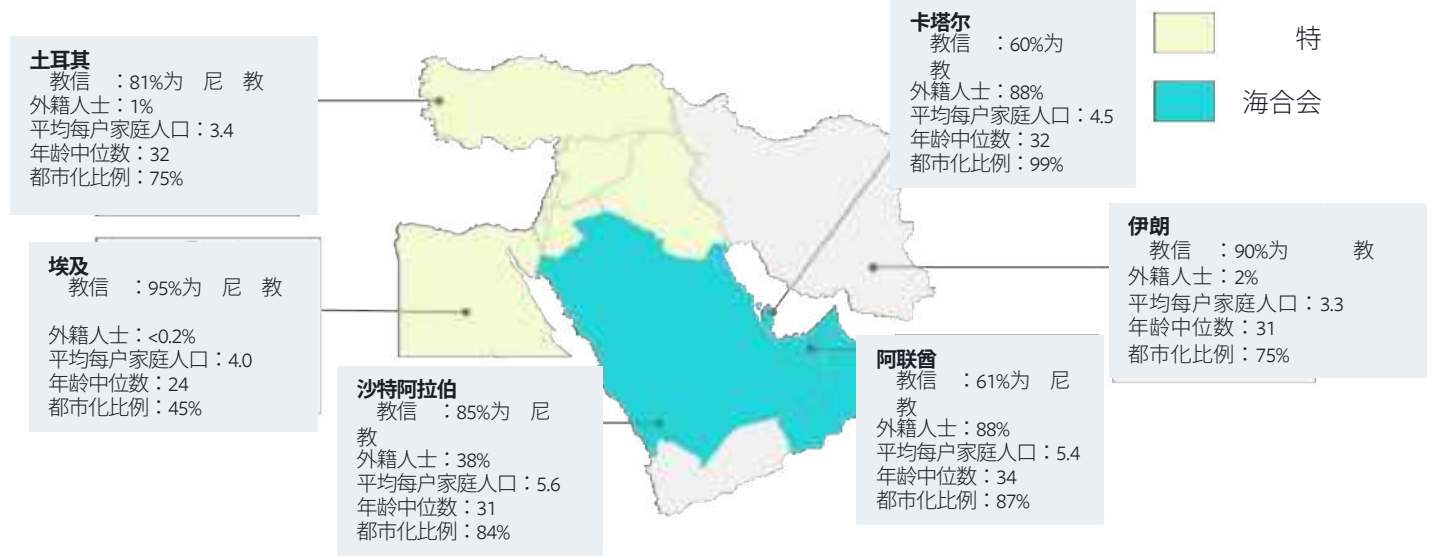 土耳其
教信 ：81%为 尼 教
外籍人士：1%
平均每户家庭人口：3.4
年龄中位数：32
都市化比例：75%
埃及
教信 ：95%为 尼 教
外籍人士：<0.2%
平均每户家庭人口：4.0
年龄中位数：24
都市化比例：45%
沙特阿拉伯
教信 ：85%为 尼
教
外籍人士：38%
平均每户家庭人口：5.6
年龄中位数：31
都市化比例：84%
卡塔尔
教信 ：60%为
教
外籍人士：88%
平均每户家庭人口：4.5
年龄中位数：32
都市化比例：99%
特
海合会
伊朗
教信 ：90%为 教
外籍人士：2%
平均每户家庭人口：3.3
年龄中位数：31
都市化比例：75%
阿联酋
教信 ：61%为 尼
教
外籍人士：88%
平均每户家庭人口：5.4
年龄中位数：34
都市化比例：87%